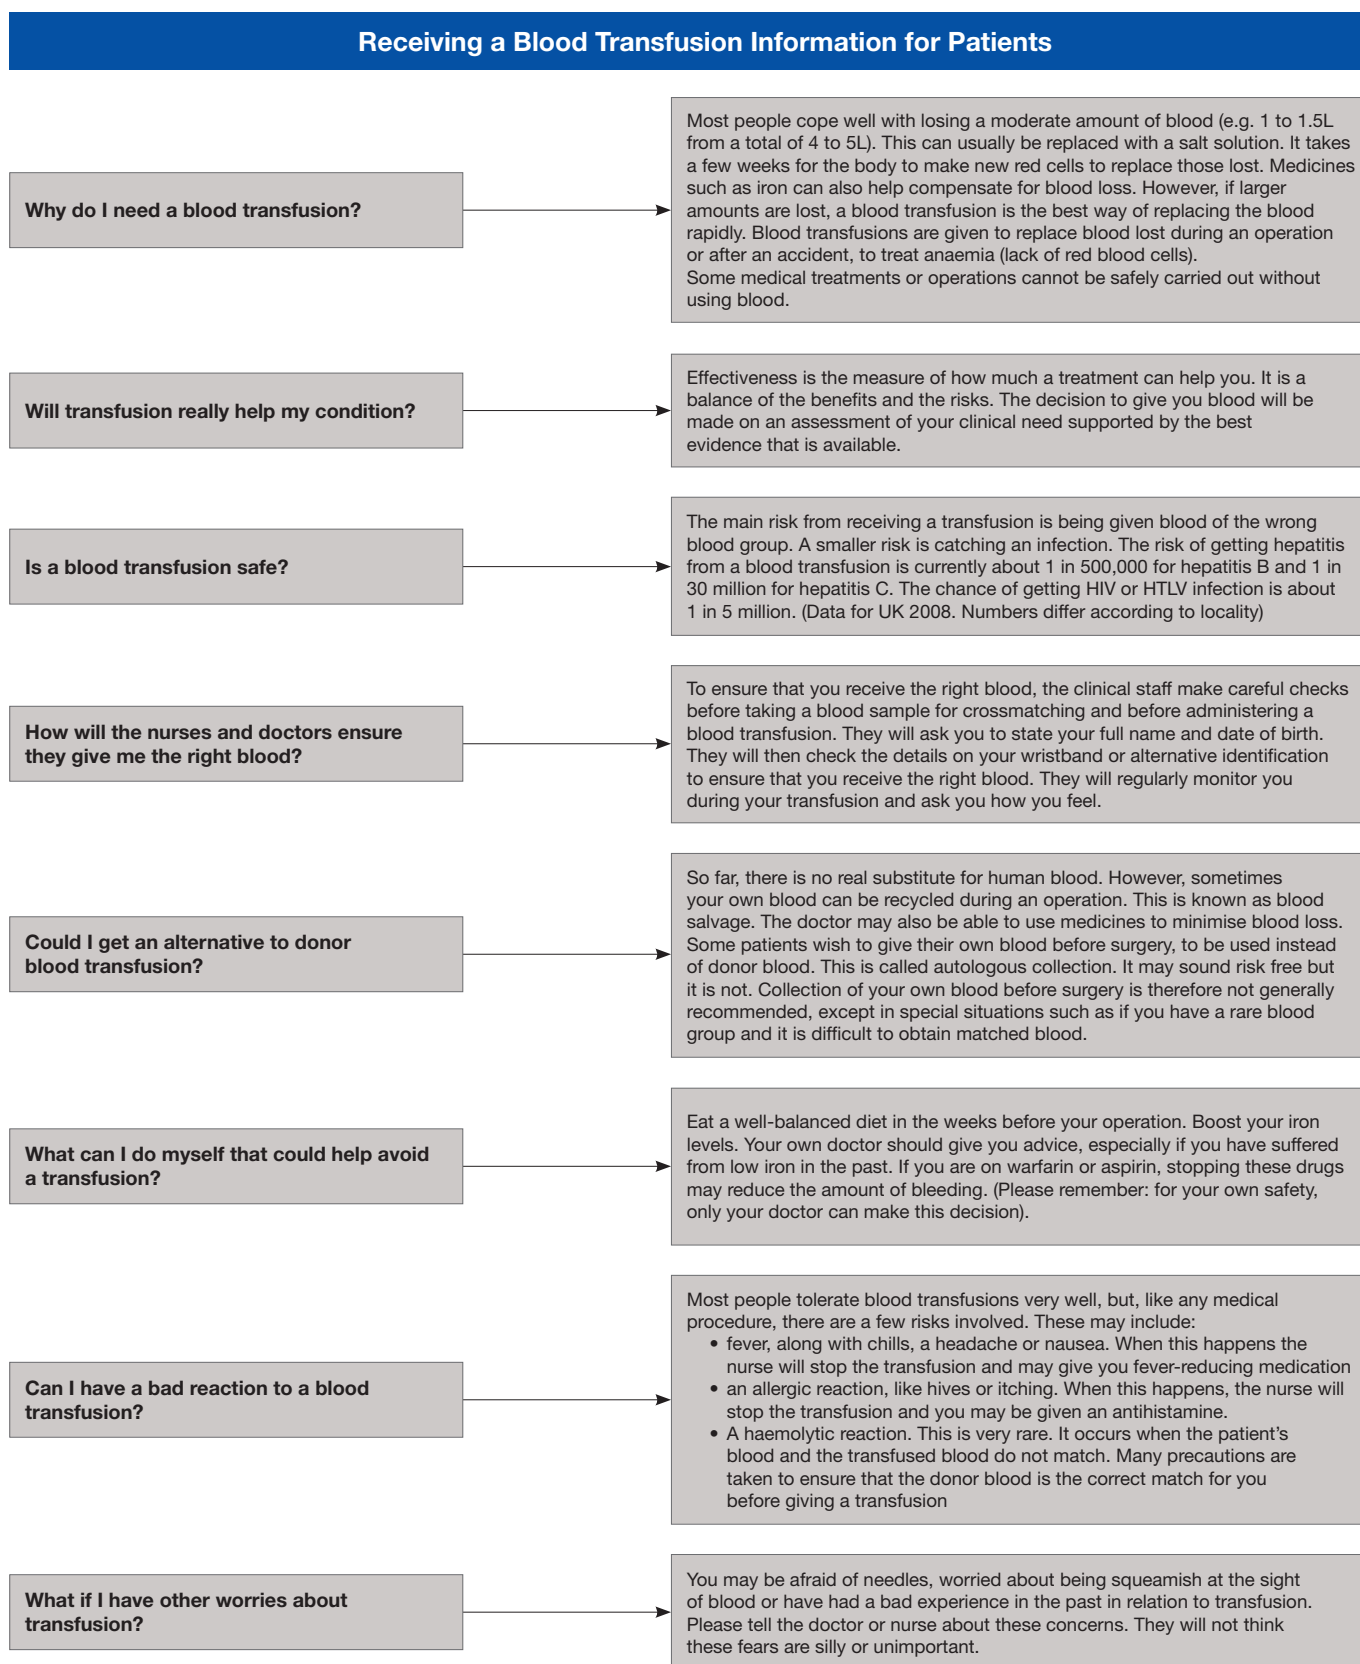 Receiving a Blood Transfusion Information for Patients
Why do I need a blood transfusion?
Most people cope well with losing a moderate amount of blood (e.g. 1 to 1.5L
from a total of 4 to 5L). This can usually be replaced with a salt solution. It takes
a few weeks for the body to make new red cells to replace those lost. Medicines
such as iron can also help compensate for blood loss. However, if larger
amounts are lost, a blood transfusion is the best way of replacing the blood
rapidly. Blood transfusions are given to replace blood lost during an operation
or after an accident, to treat anaemia (lack of red blood cells).
Some medical treatments or operations cannot be safely carried out without
using blood.
Will transfusion really help my condition?
Effectiveness is the measure of how much a treatment can help you. It is a
balance of the benefits and the risks. The decision to give you blood will be
made on an assessment of your clinical need supported by the best
evidence that is available.
Is a blood transfusion safe?
The main risk from receiving a transfusion is being given blood of the wrong
blood group. A smaller risk is catching an infection. The risk of getting hepatitis
from a blood transfusion is currently about 1 in 500,000 for hepatitis B and 1 in
30 million for hepatitis C. The chance of getting HIV or HTLV infection is about
1 in 5 million. (Data for UK 2008. Numbers differ according to locality)
How will the nurses and doctors ensure
they give me the right blood?
To ensure that you receive the right blood, the clinical staff make careful checks
before taking a blood sample for crossmatching and before administering a
blood transfusion. They will ask you to state your full name and date of birth.
They will then check the details on your wristband or alternative identification
to ensure that you receive the right blood. They will regularly monitor you
during your transfusion and ask you how you feel.
Could I get an alternative to donor
blood transfusion?
So far, there is no real substitute for human blood. However, sometimes
your own blood can be recycled during an operation. This is known as blood
salvage. The doctor may also be able to use medicines to minimise blood loss.
Some patients wish to give their own blood before surgery, to be used instead
of donor blood. This is called autologous collection. It may sound risk free but
it is not. Collection of your own blood before surgery is therefore not generally
recommended, except in special situations such as if you have a rare blood
group and it is difficult to obtain matched blood.
What can I do myself that could help avoid
a transfusion?
Eat a well-balanced diet in the weeks before your operation. Boost your iron
levels. Your own doctor should give you advice, especially if you have suffered
from low iron in the past. If you are on warfarin or aspirin, stopping these drugs
may reduce the amount of bleeding. (Please remember: for your own safety,
only your doctor can make this decision).
Can I have a bad reaction to a blood
transfusion?
Most people tolerate blood transfusions very well, but, like any medical
procedure, there are a few risks involved. These may include:
• fever, along with chills, a headache or nausea. When this happens the
nurse will stop the transfusion and may give you fever-reducing medication
• an allergic reaction, like hives or itching. When this happens, the nurse will
stop the transfusion and you may be given an antihistamine.
• A haemolytic reaction. This is very rare. It occurs when the patient’s
blood and the transfused blood do not match. Many precautions are
taken to ensure that the donor blood is the correct match for you
before giving a transfusion
What if I have other worries about
transfusion?
You may be afraid of needles, worried about being squeamish at the sight
of blood or have had a bad experience in the past in relation to transfusion.
Please tell the doctor or nurse about these concerns. They will not think
these fears are silly or unimportant.